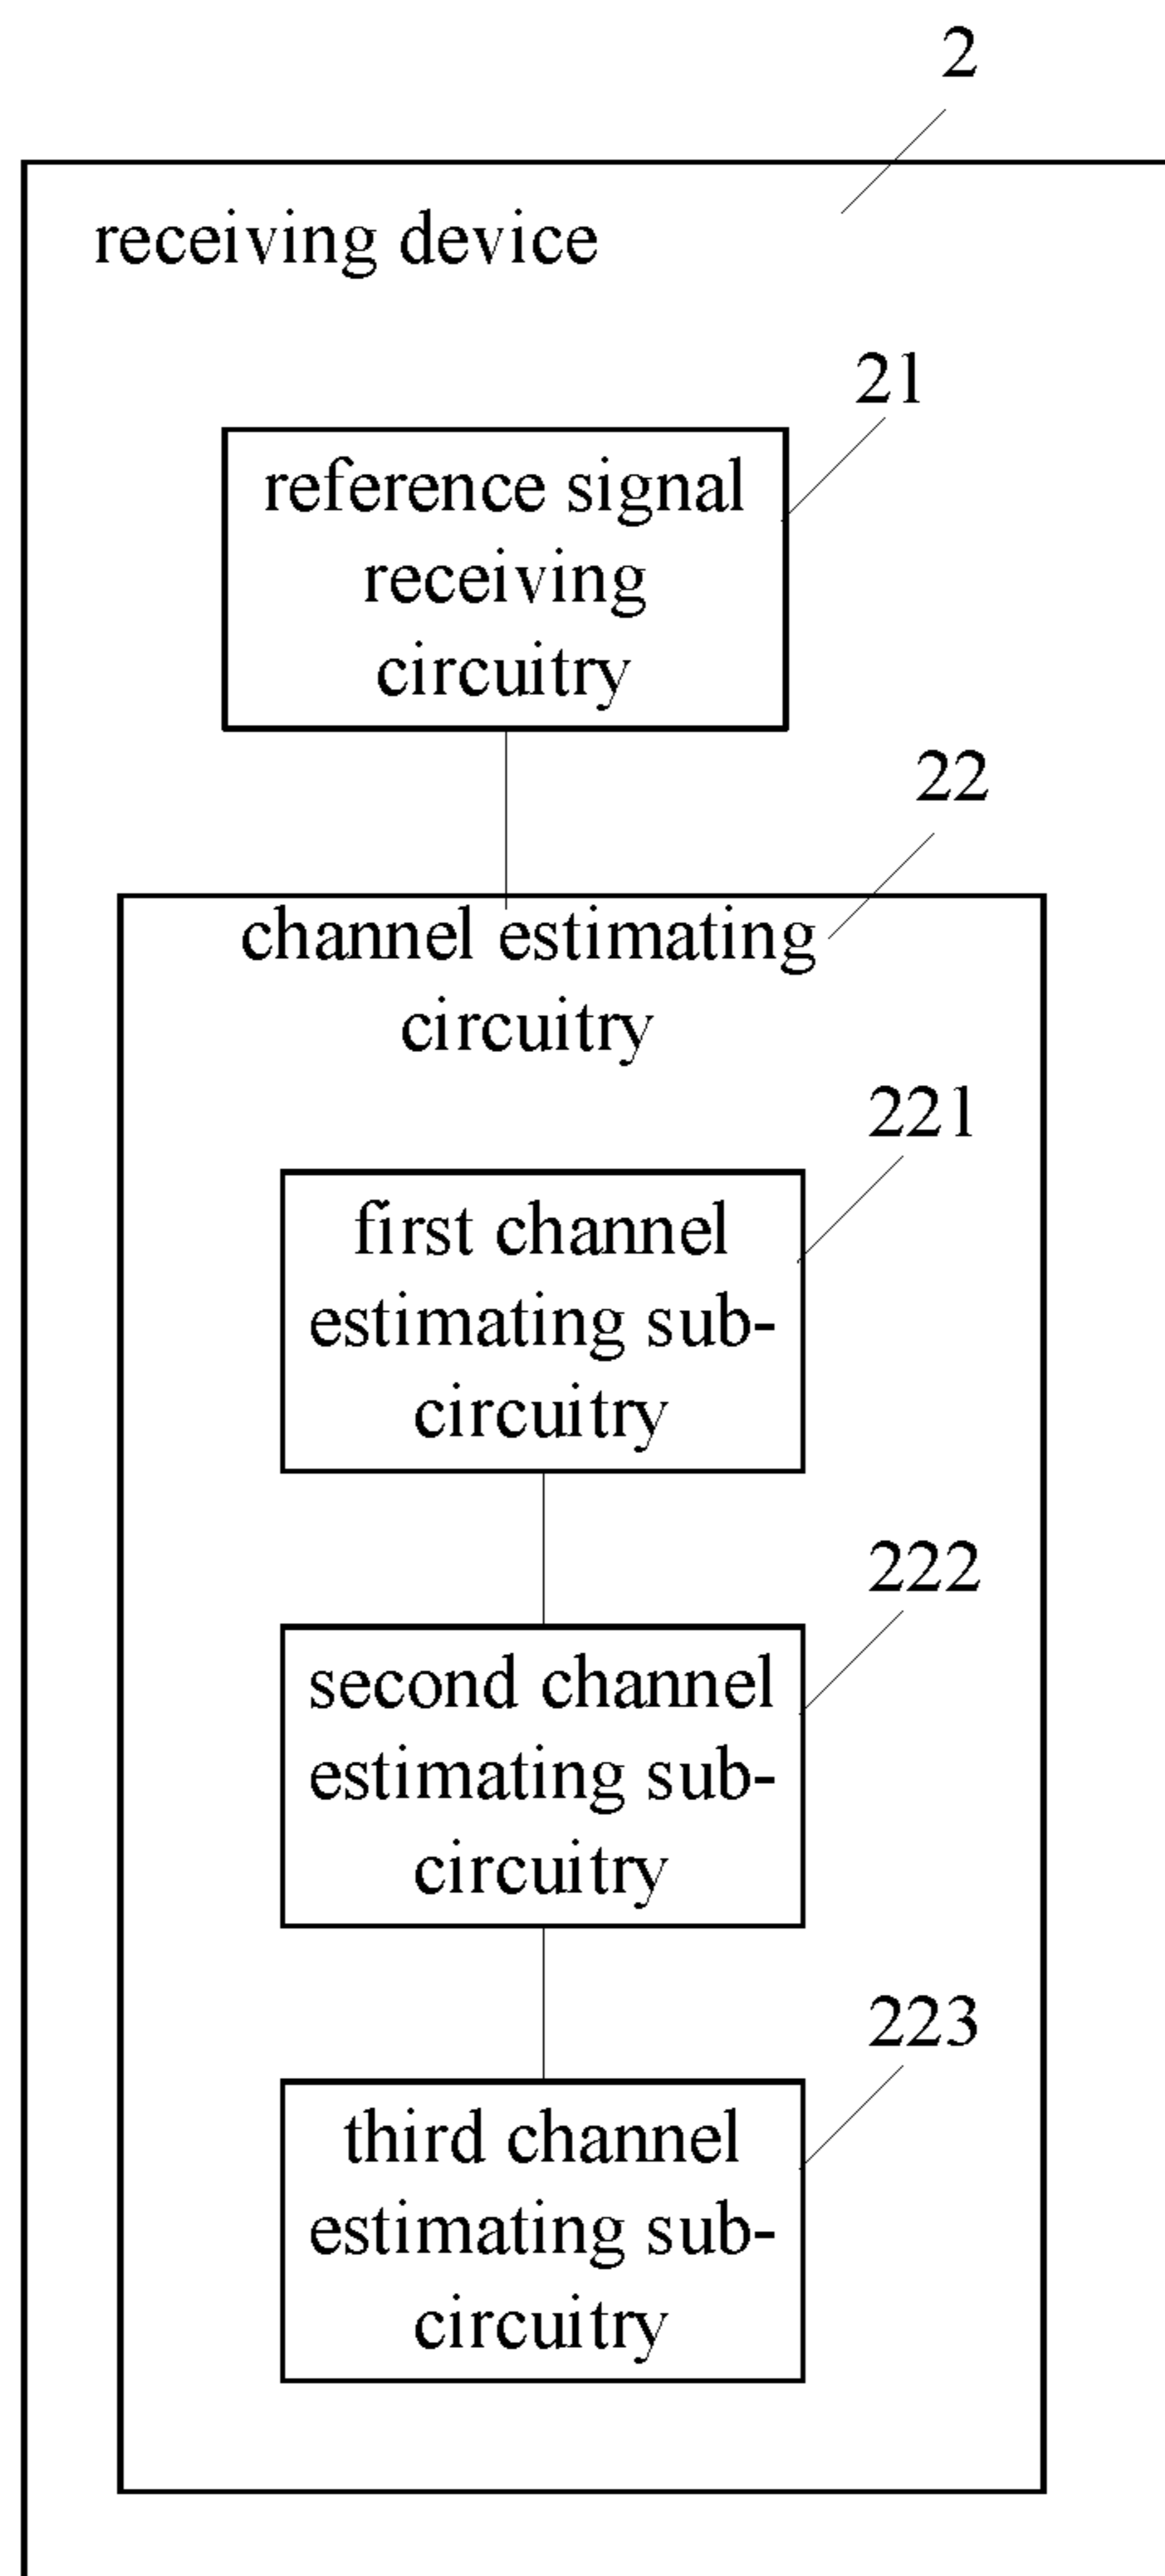 2
receiving device
21
reference signal
receiving
circuitry
22
channel estimating
circuitry
221
first channel
estimating sub-
circuitry
222
second channel
estimating sub-
circuitry
223
third channel
estimating sub-
circuitry